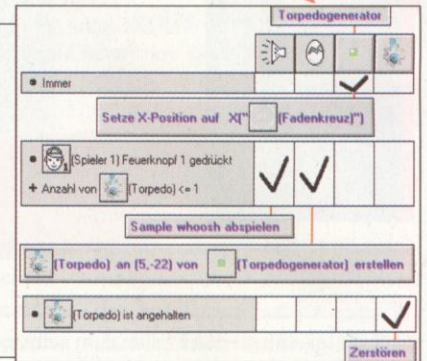 Torpedogenerator
• Immer
Setze X-Position auf X("(Fadenkreuz)")
• (Spieler 1) Feuerknopf 1 gedrückt
+ Anzahl von (Torpedo) <= 1
Sample whoosh abspielen
(Torpedo) an (5,-22) von (Torpedogenerator) erstellen
• (Torpedo) ist angehalten
Zerstören